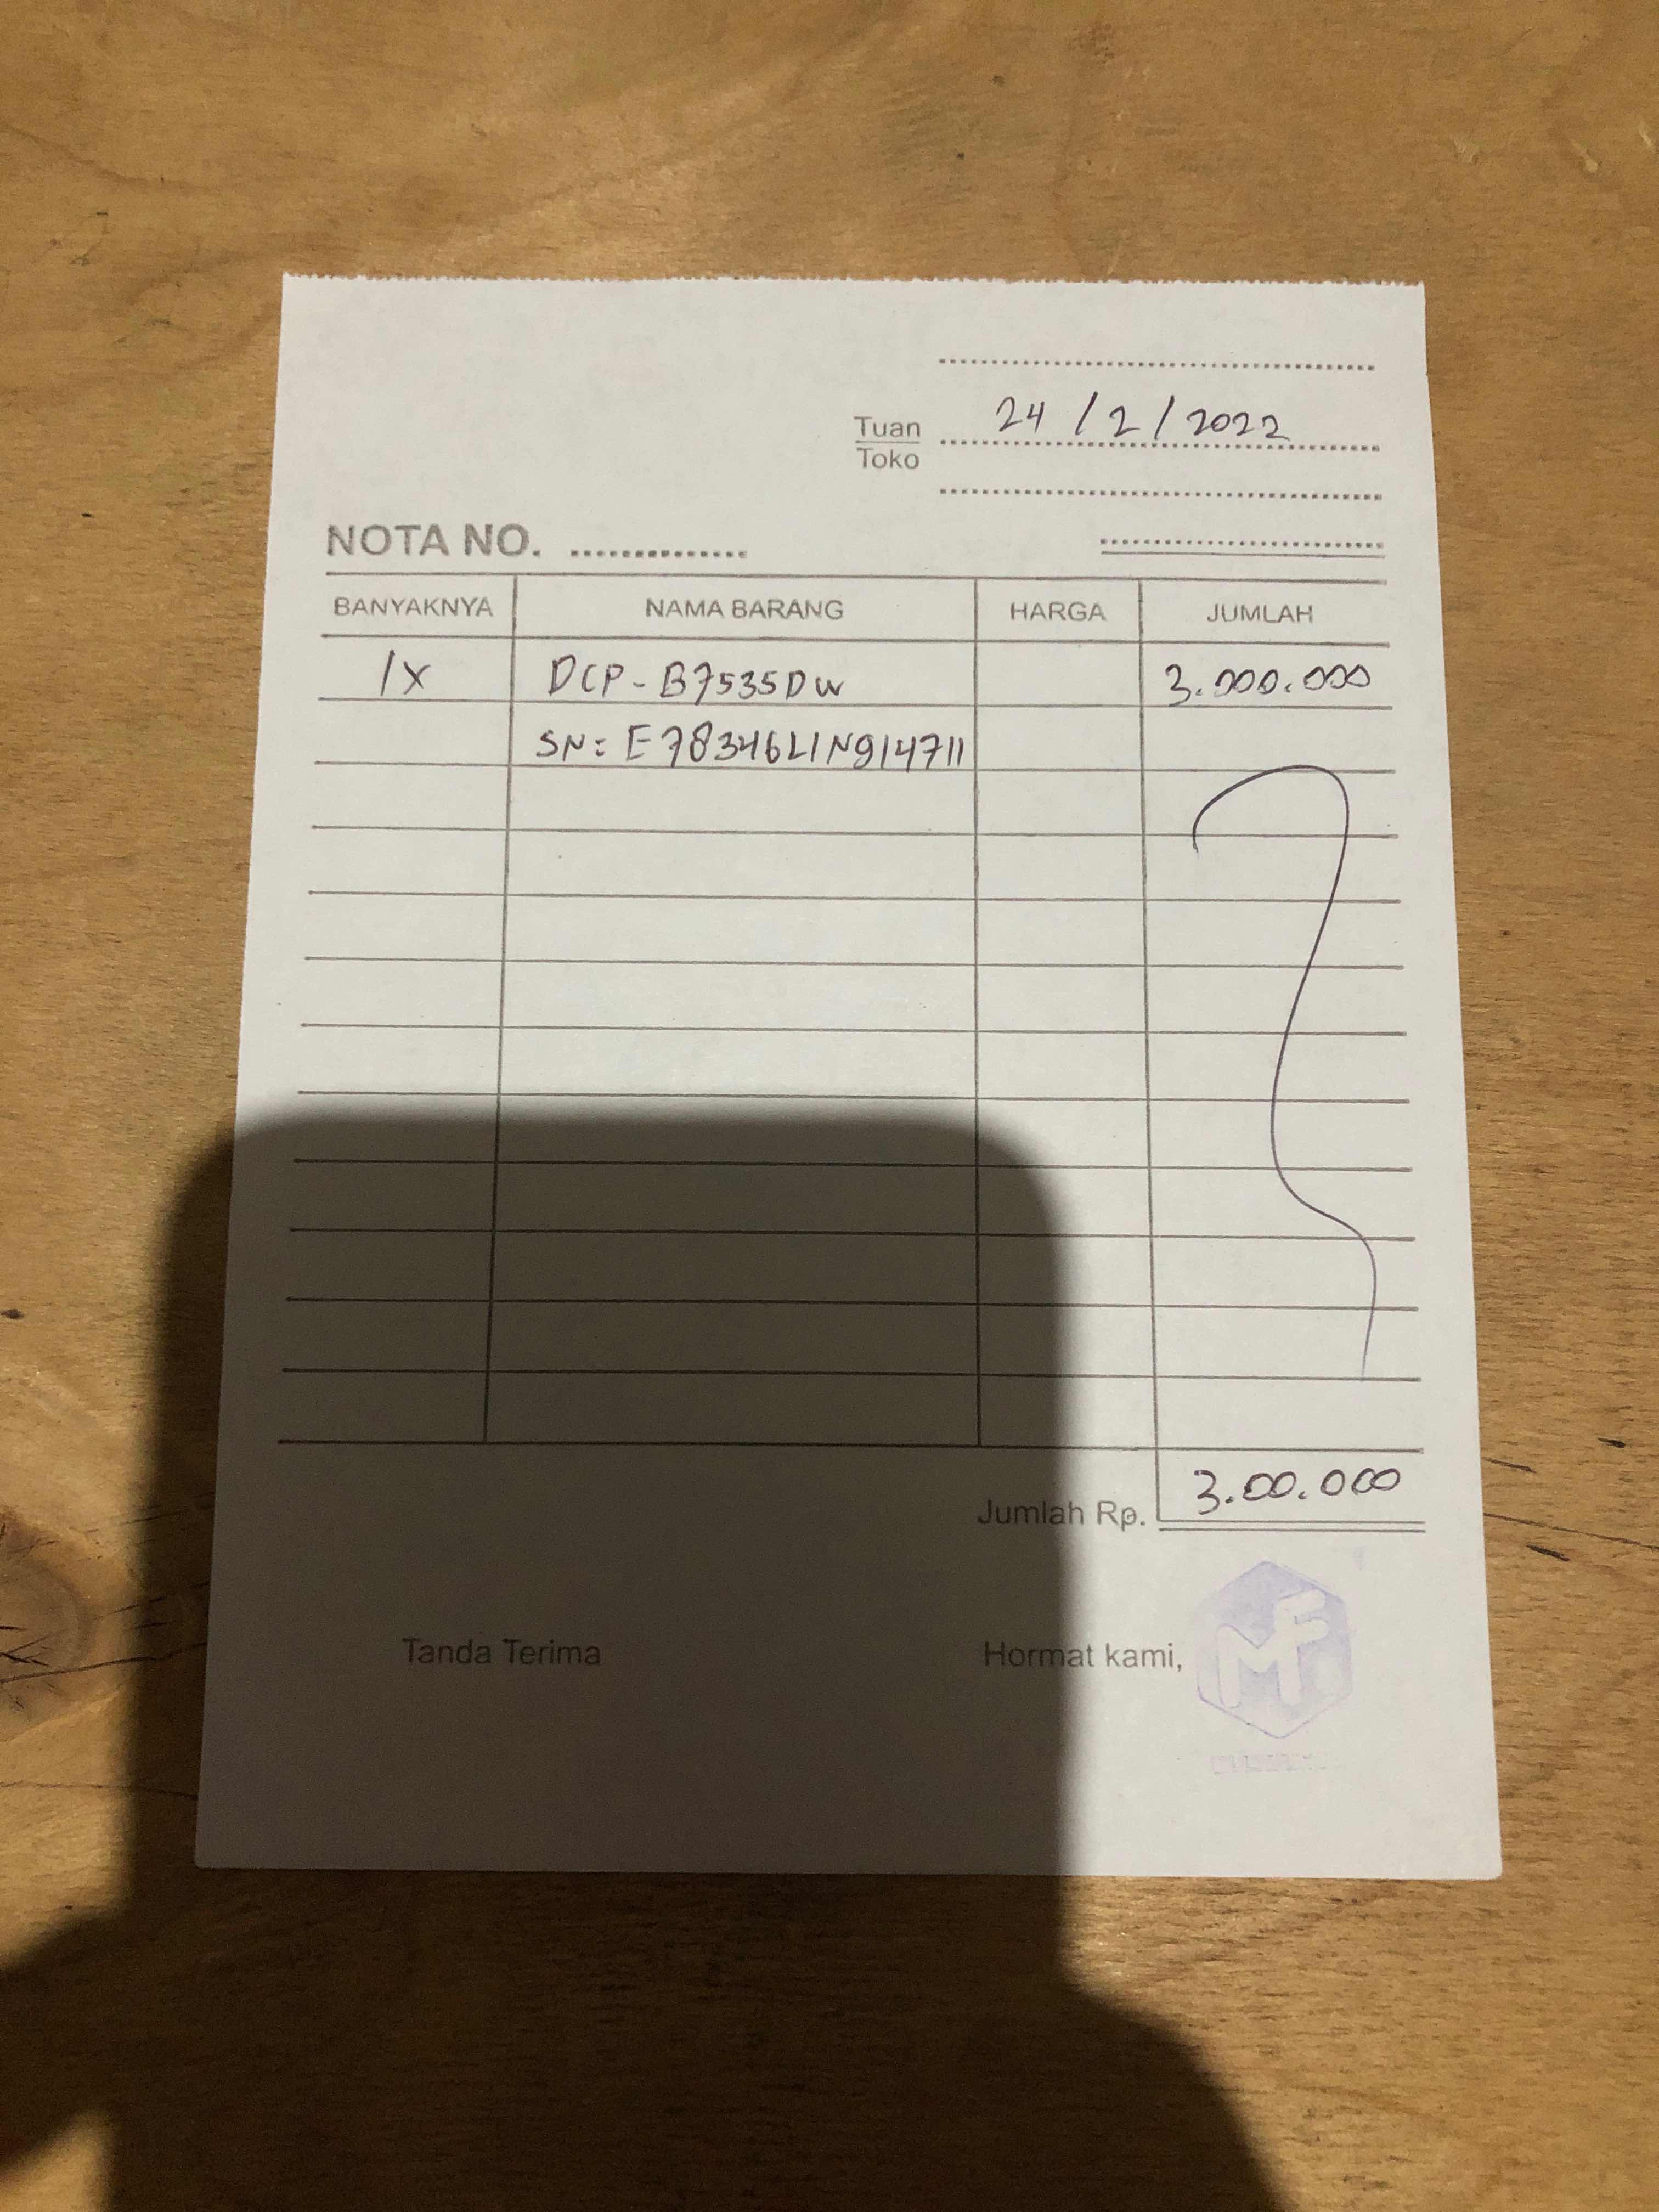 24/2/2022
Tuan
Toko
NOTA NO.
BANYAKNYA NAMA BARANG HARGA JUMLAH
1X DCP-B7535DW 3.000.000
SN: E78346L1N914711
Jumlah Rp. 3.00.000
Tanda Terima Hormat kami,
MF